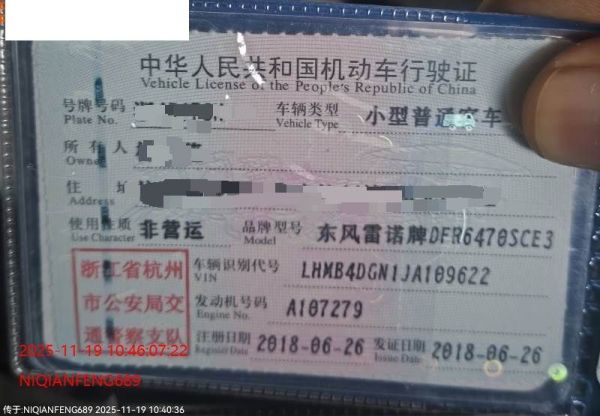 中华人民共和国机动车行驶证
Vehicle License of the People's Republic of China
号牌号码
Plate No.
车辆类型 小型普通客车
Vehicle Type
所有人
Owner
住 址
Address
使用性质 非营运
Use Character
品牌型号 东风雷诺牌DFR6470SCE3
Model
浙江省杭州
市公安局交
通警察支队
车辆识别代号 LHMB4DGN1JA109622
VIN
发动机号码 A107279
Engine No.
注册日期 2018-06-26
Register Date
发证日期 2018-06-26
Issue Date
2025-11-19 10:46:07:22
NIQIANFENG689
传于:NIQIANFENG689 2025-11-19 10:40:36